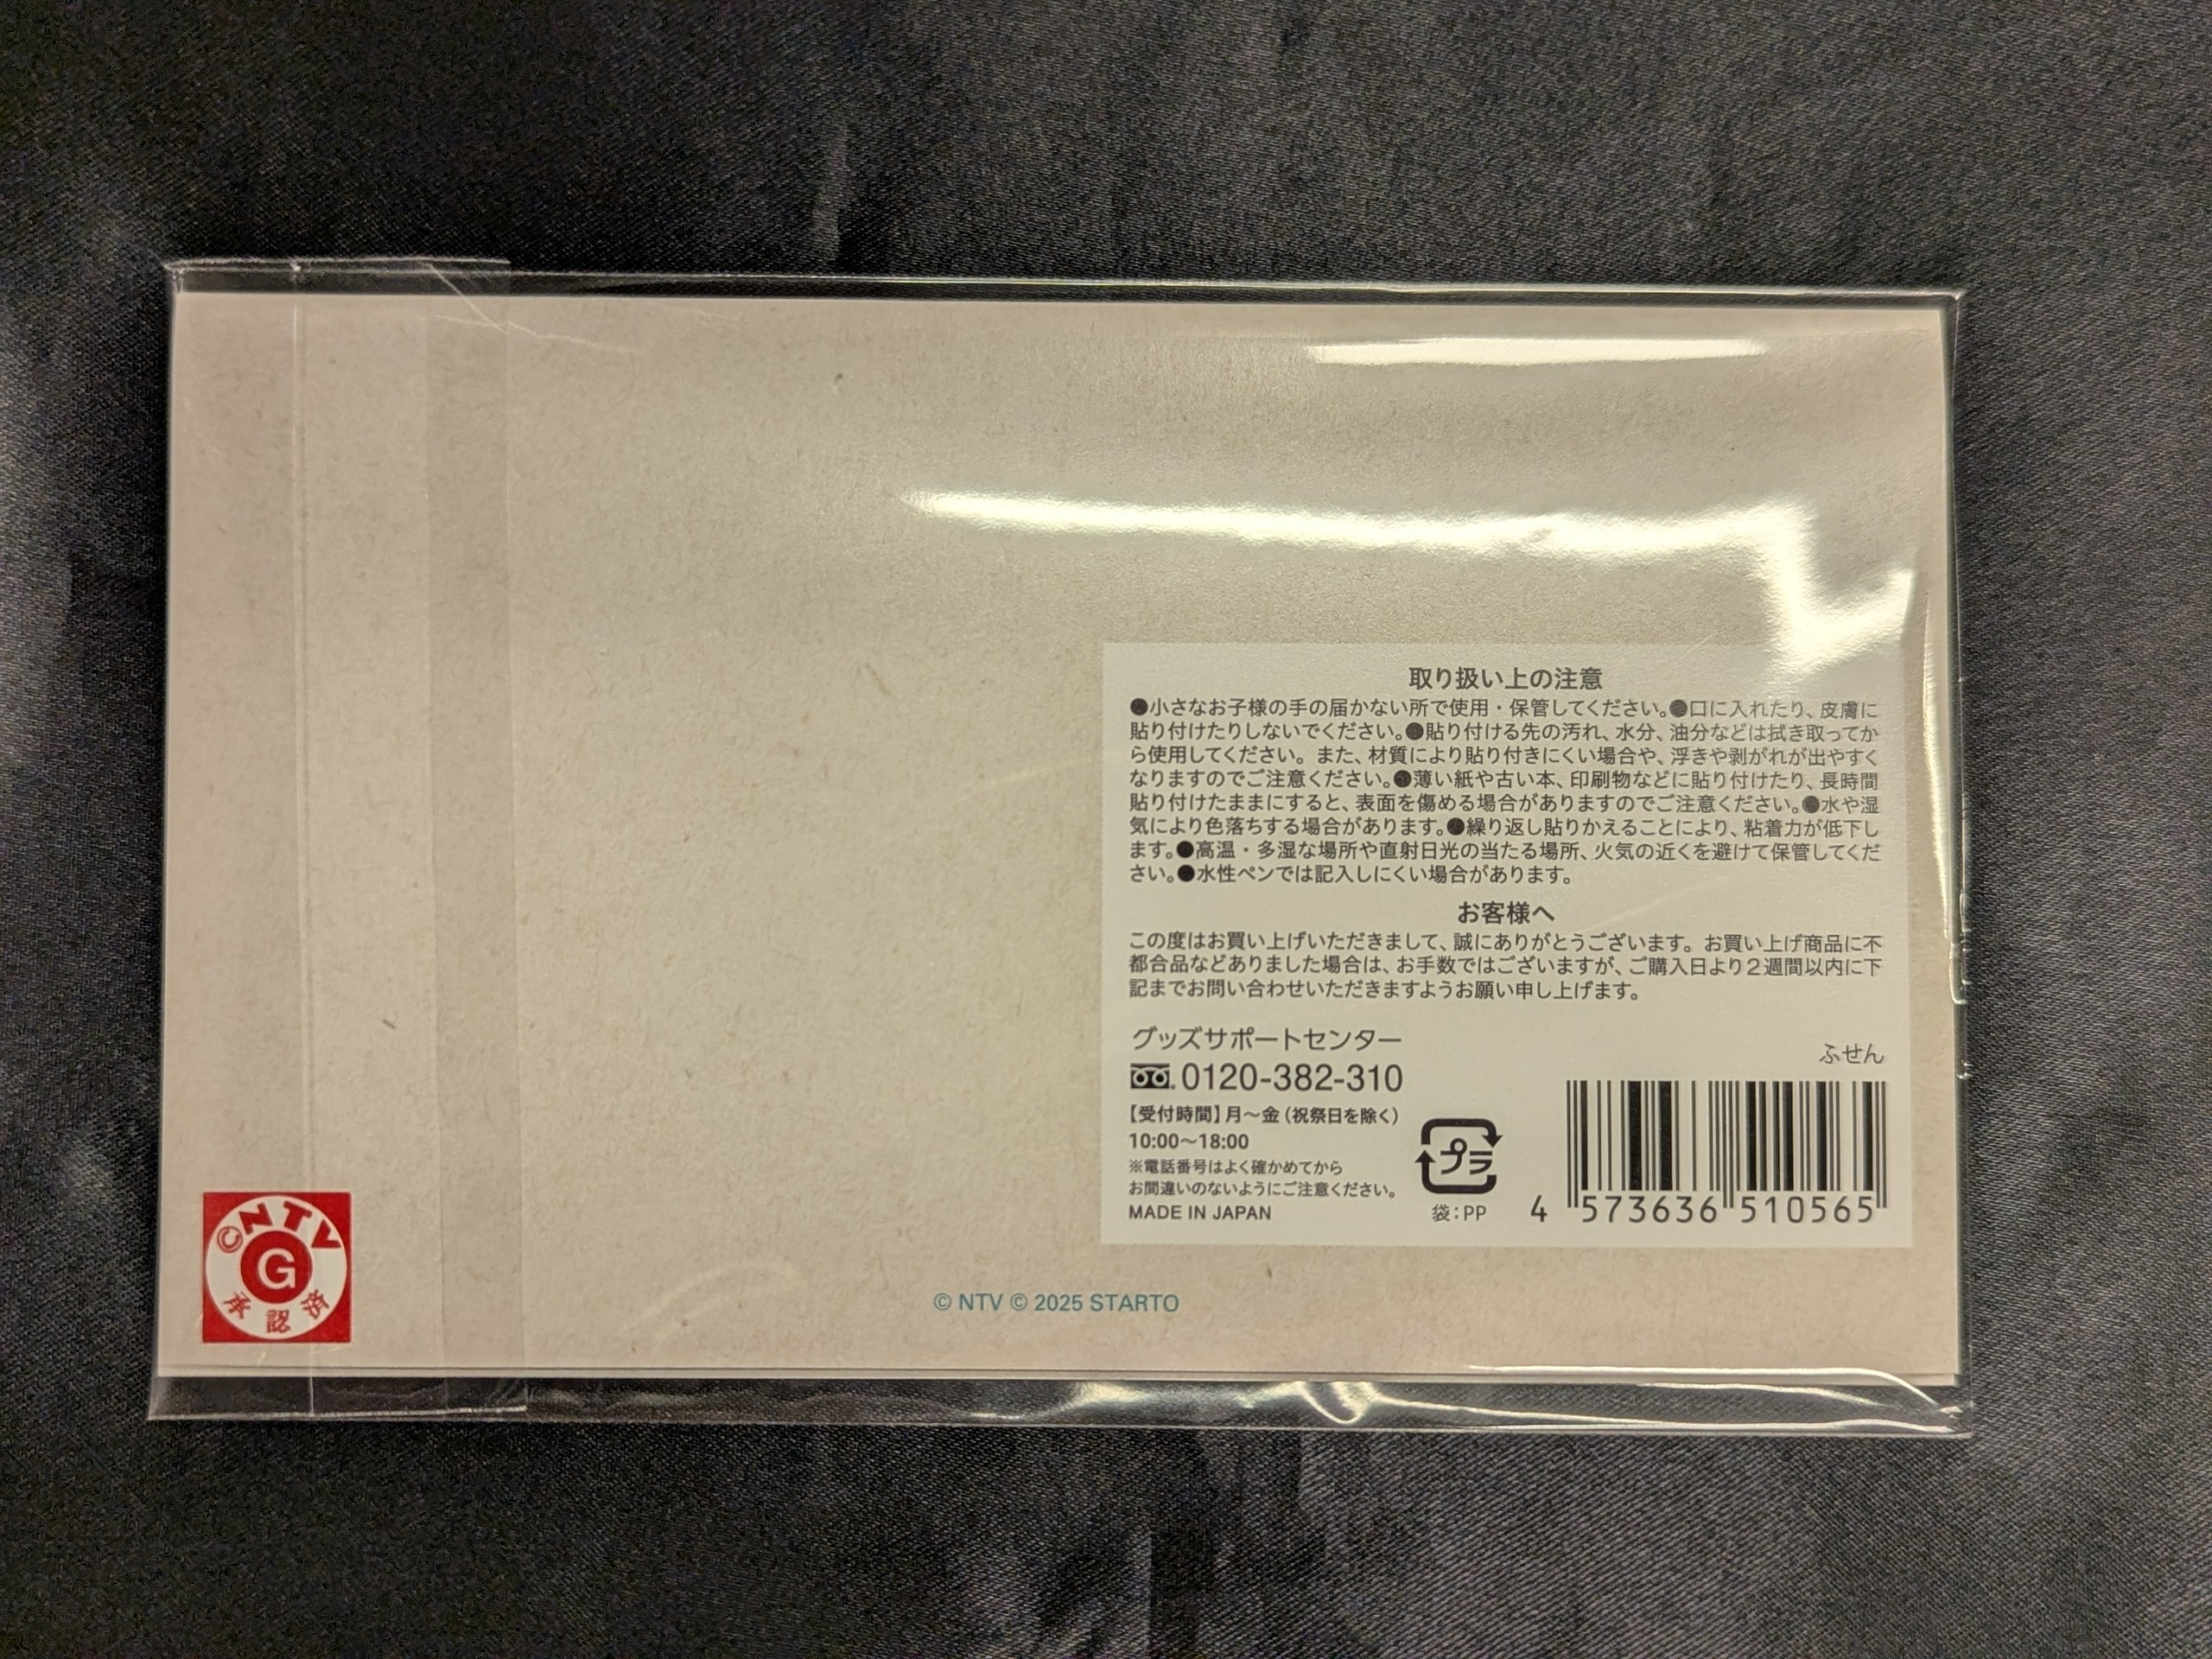 取り扱い上の注意
●小さなお子様の手の届かない所で使用・保管してください。●口に入れたり、皮膚に
貼り付けたりしないでください。●貼り付ける先の汚れ、水分、油分などは拭き取ってか
ら使用してください。また、材質により貼り付きにくい場合や、浮きや剥がれが出やすく
なりますのでご注意ください。●薄い紙や古い本、印刷物などに貼り付けたり、長時間
貼り付けたままにすると、表面を傷める場合がありますのでご注意ください。●水や湿
気により色落ちする場合があります。●繰り返し貼りかえることにより、粘着力が低下し
ます。●高温・多湿な場所や直射日光の当たる場所、火気の近くを避けて保管してくだ
さい。●水性ペンでは記入しにくい場合があります。
お客様へ
この度はお買い上げいただきまして、誠にありがとうございます。お買い上げ商品に不
都合品などありました場合は、お手数ではございますが、ご購入日より2週間以内に下
記までお問い合わせいただきますようお願い申し上げます。
グッズサポートセンター
0120-382-310
【受付時間】月～金（祝祭日を除く）
10:00～18:00
※電話番号はよく確かめてから
お間違いのないようにご注意ください。
MADE IN JAPAN
プラ
袋：PP
ふせん
4 573636 510565
©NTV
G
承認済
© NTV © 2025 STARTO